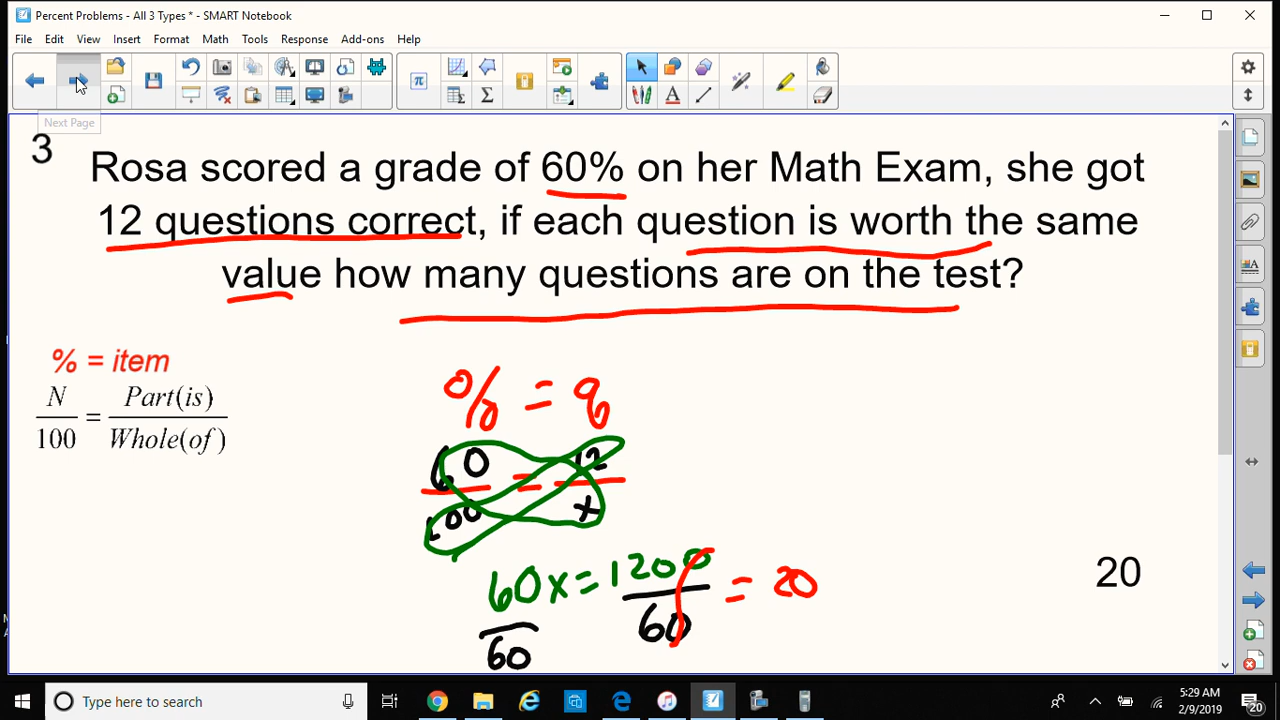 Percent Problems - All 3 Types * - SMART Notebook
File Edit View Insert Format Math Tools Response Add-ons Help
π Σ A A
Next Page
3
Rosa scored a grade of 60% on her Math Exam, she got
12 questions correct, if each question is worth the same
value how many questions are on the test?
% = item
N/100 = Part(is)/Whole(of)
% = q
60/100 = 12/x
60x/60 = 1200/60 = 20
20
Type here to search
5:29 AM
2/9/2019
20